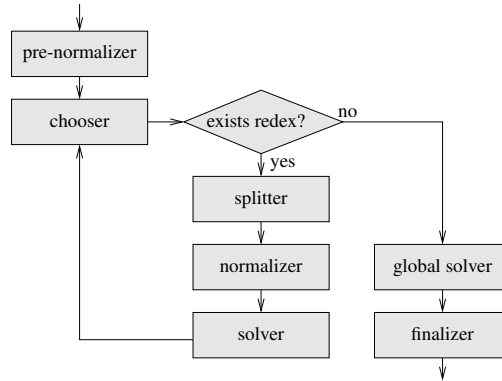 pre-normalizer
chooser
exists redex?
no
yes
splitter
normalizer
global solver
solver
finalizer